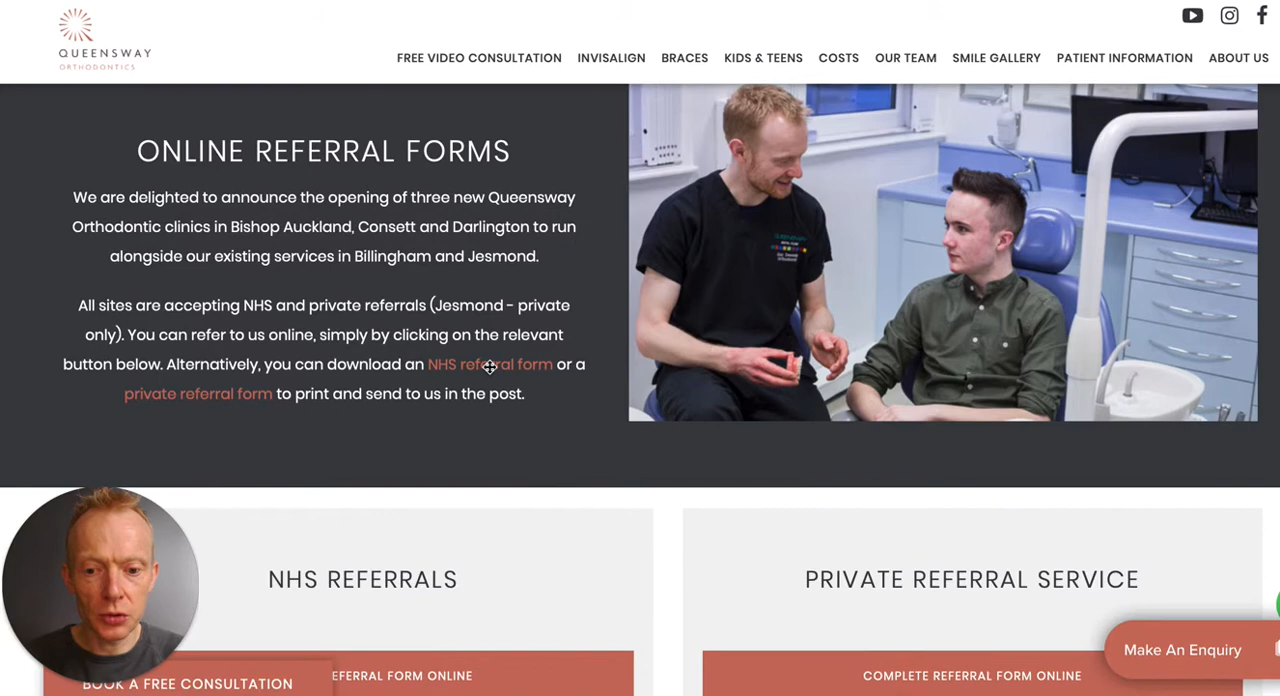 QUEENSWAY
ORTHODONTICS
FREE VIDEO CONSULTATION INVISALIGN BRACES KIDS & TEENS COSTS OUR TEAM SMILE GALLERY PATIENT INFORMATION ABOUT US
ONLINE REFERRAL FORMS
We are delighted to announce the opening of three new Queensway
Orthodontic clinics in Bishop Auckland, Consett and Darlington to run
alongside our existing services in Billingham and Jesmond.
All sites are accepting NHS and private referrals (Jesmond - private
only). You can refer to us online, simply by clicking on the relevant
button below. Alternatively, you can download an NHS referral form or a
private referral form to print and send to us in the post.
NHS REFERRALS
EFERRAL FORM ONLINE
BOOK A FREE CONSULTATION
PRIVATE REFERRAL SERVICE
COMPLETE REFERRAL FORM ONLINE
Make An Enquiry